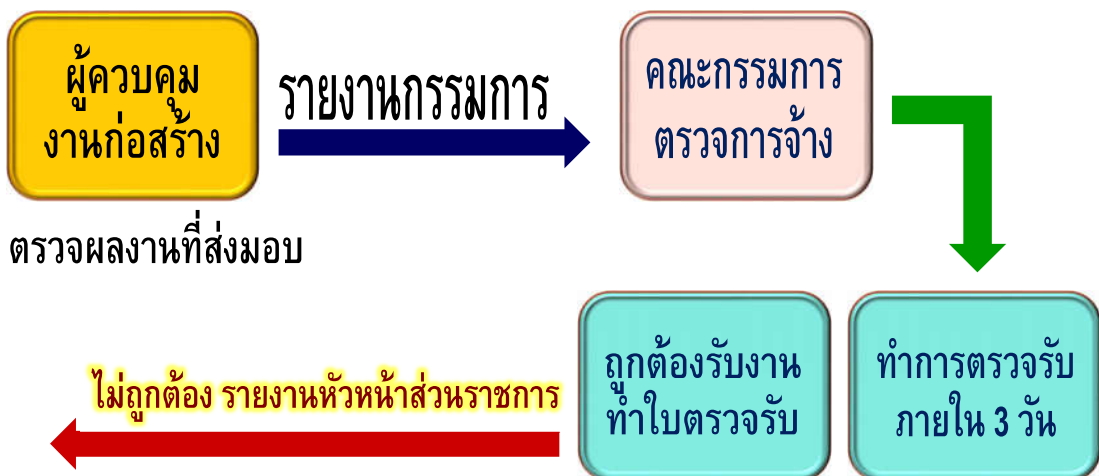 ผู้ควบคุม
งานก่อสร้าง
รายงานกรรมการ
คณะกรรมการ
ตรวจการจ้าง
ตรวจผลงานที่ส่งมอบ
ไม่ถูกต้อง รายงานหัวหน้าส่วนราชการ
ถูกต้องรับงาน
ทำใบตรวจรับ
ทำการตรวจรับ
ภายใน 3 วัน